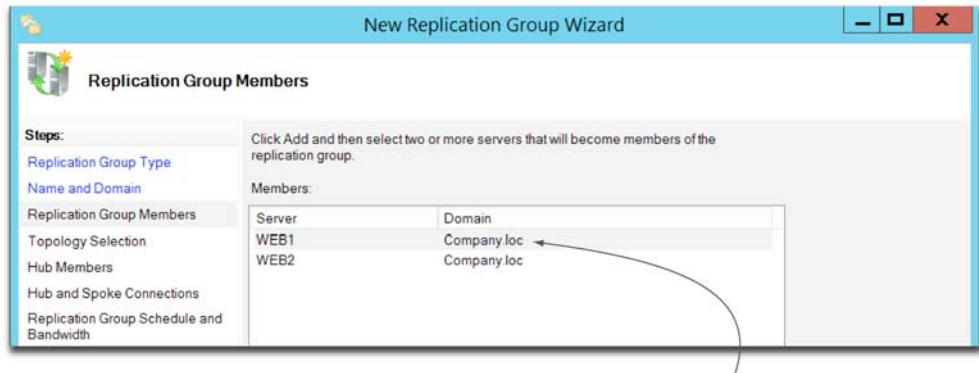 New Replication Group Wizard
Replication Group Members
Steps:
Replication Group Type
Name and Domain
Replication Group Members
Topology Selection
Hub Members
Hub and Spoke Connections
Replication Group Schedule and
Bandwidth
Click Add and then select two or more servers that will become members of the
replication group.
Members:
Server Domain
WEB1 Company.loc
WEB2 Company.loc